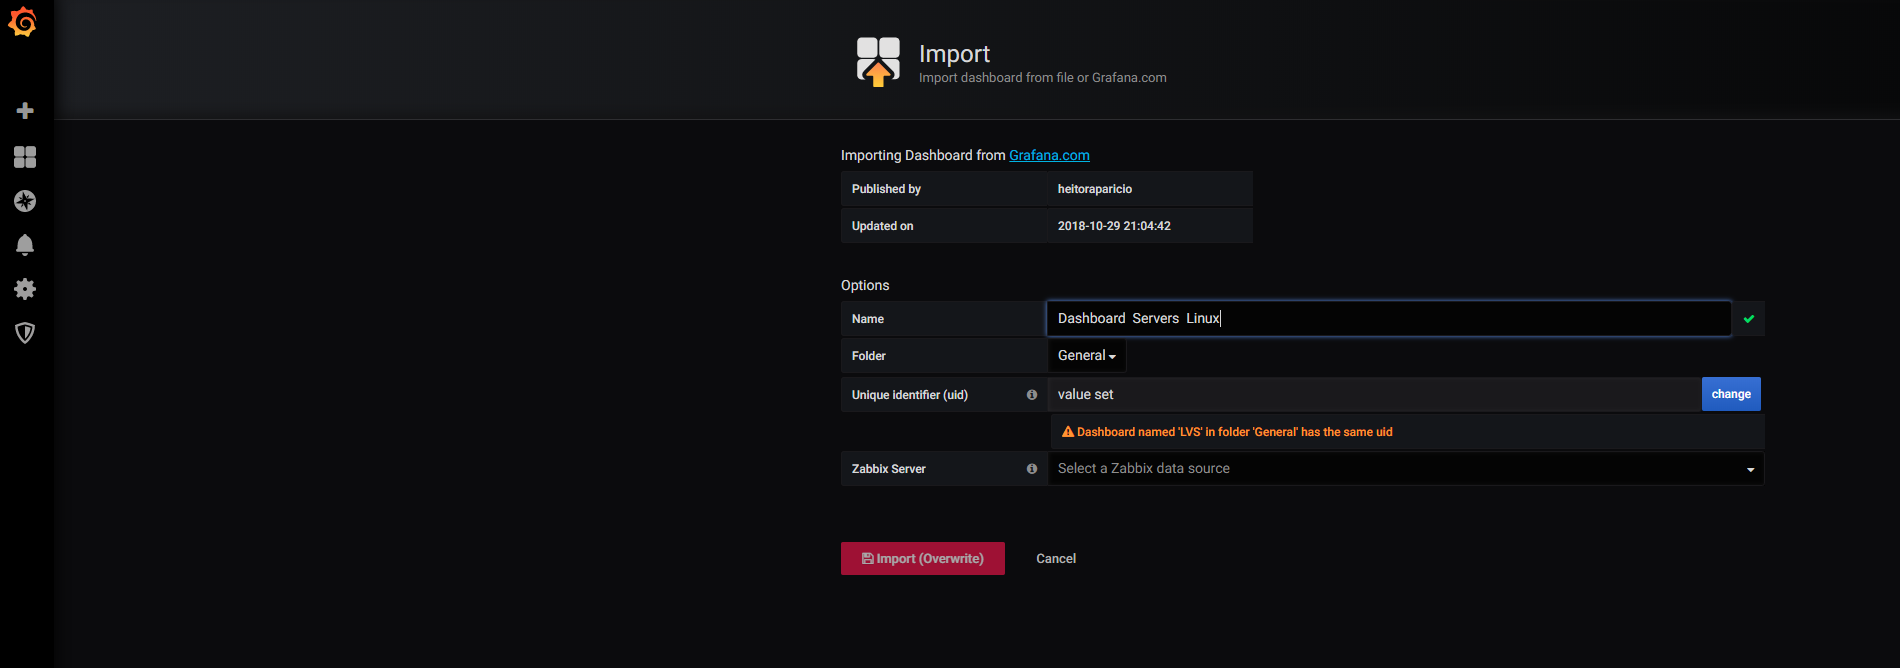 Import
Import dashboard from file or Grafana.com
Importing Dashboard from Grafana.com
Published by heitoraparicio
Updated on 2018-10-29 21:04:42
Options
Name Dashboard Servers Linux
Folder General
Unique identifier (uid) value set change
Dashboard named 'LVS' in folder 'General' has the same uid
Zabbix Server Select a Zabbix data source
Import (Overwrite) Cancel